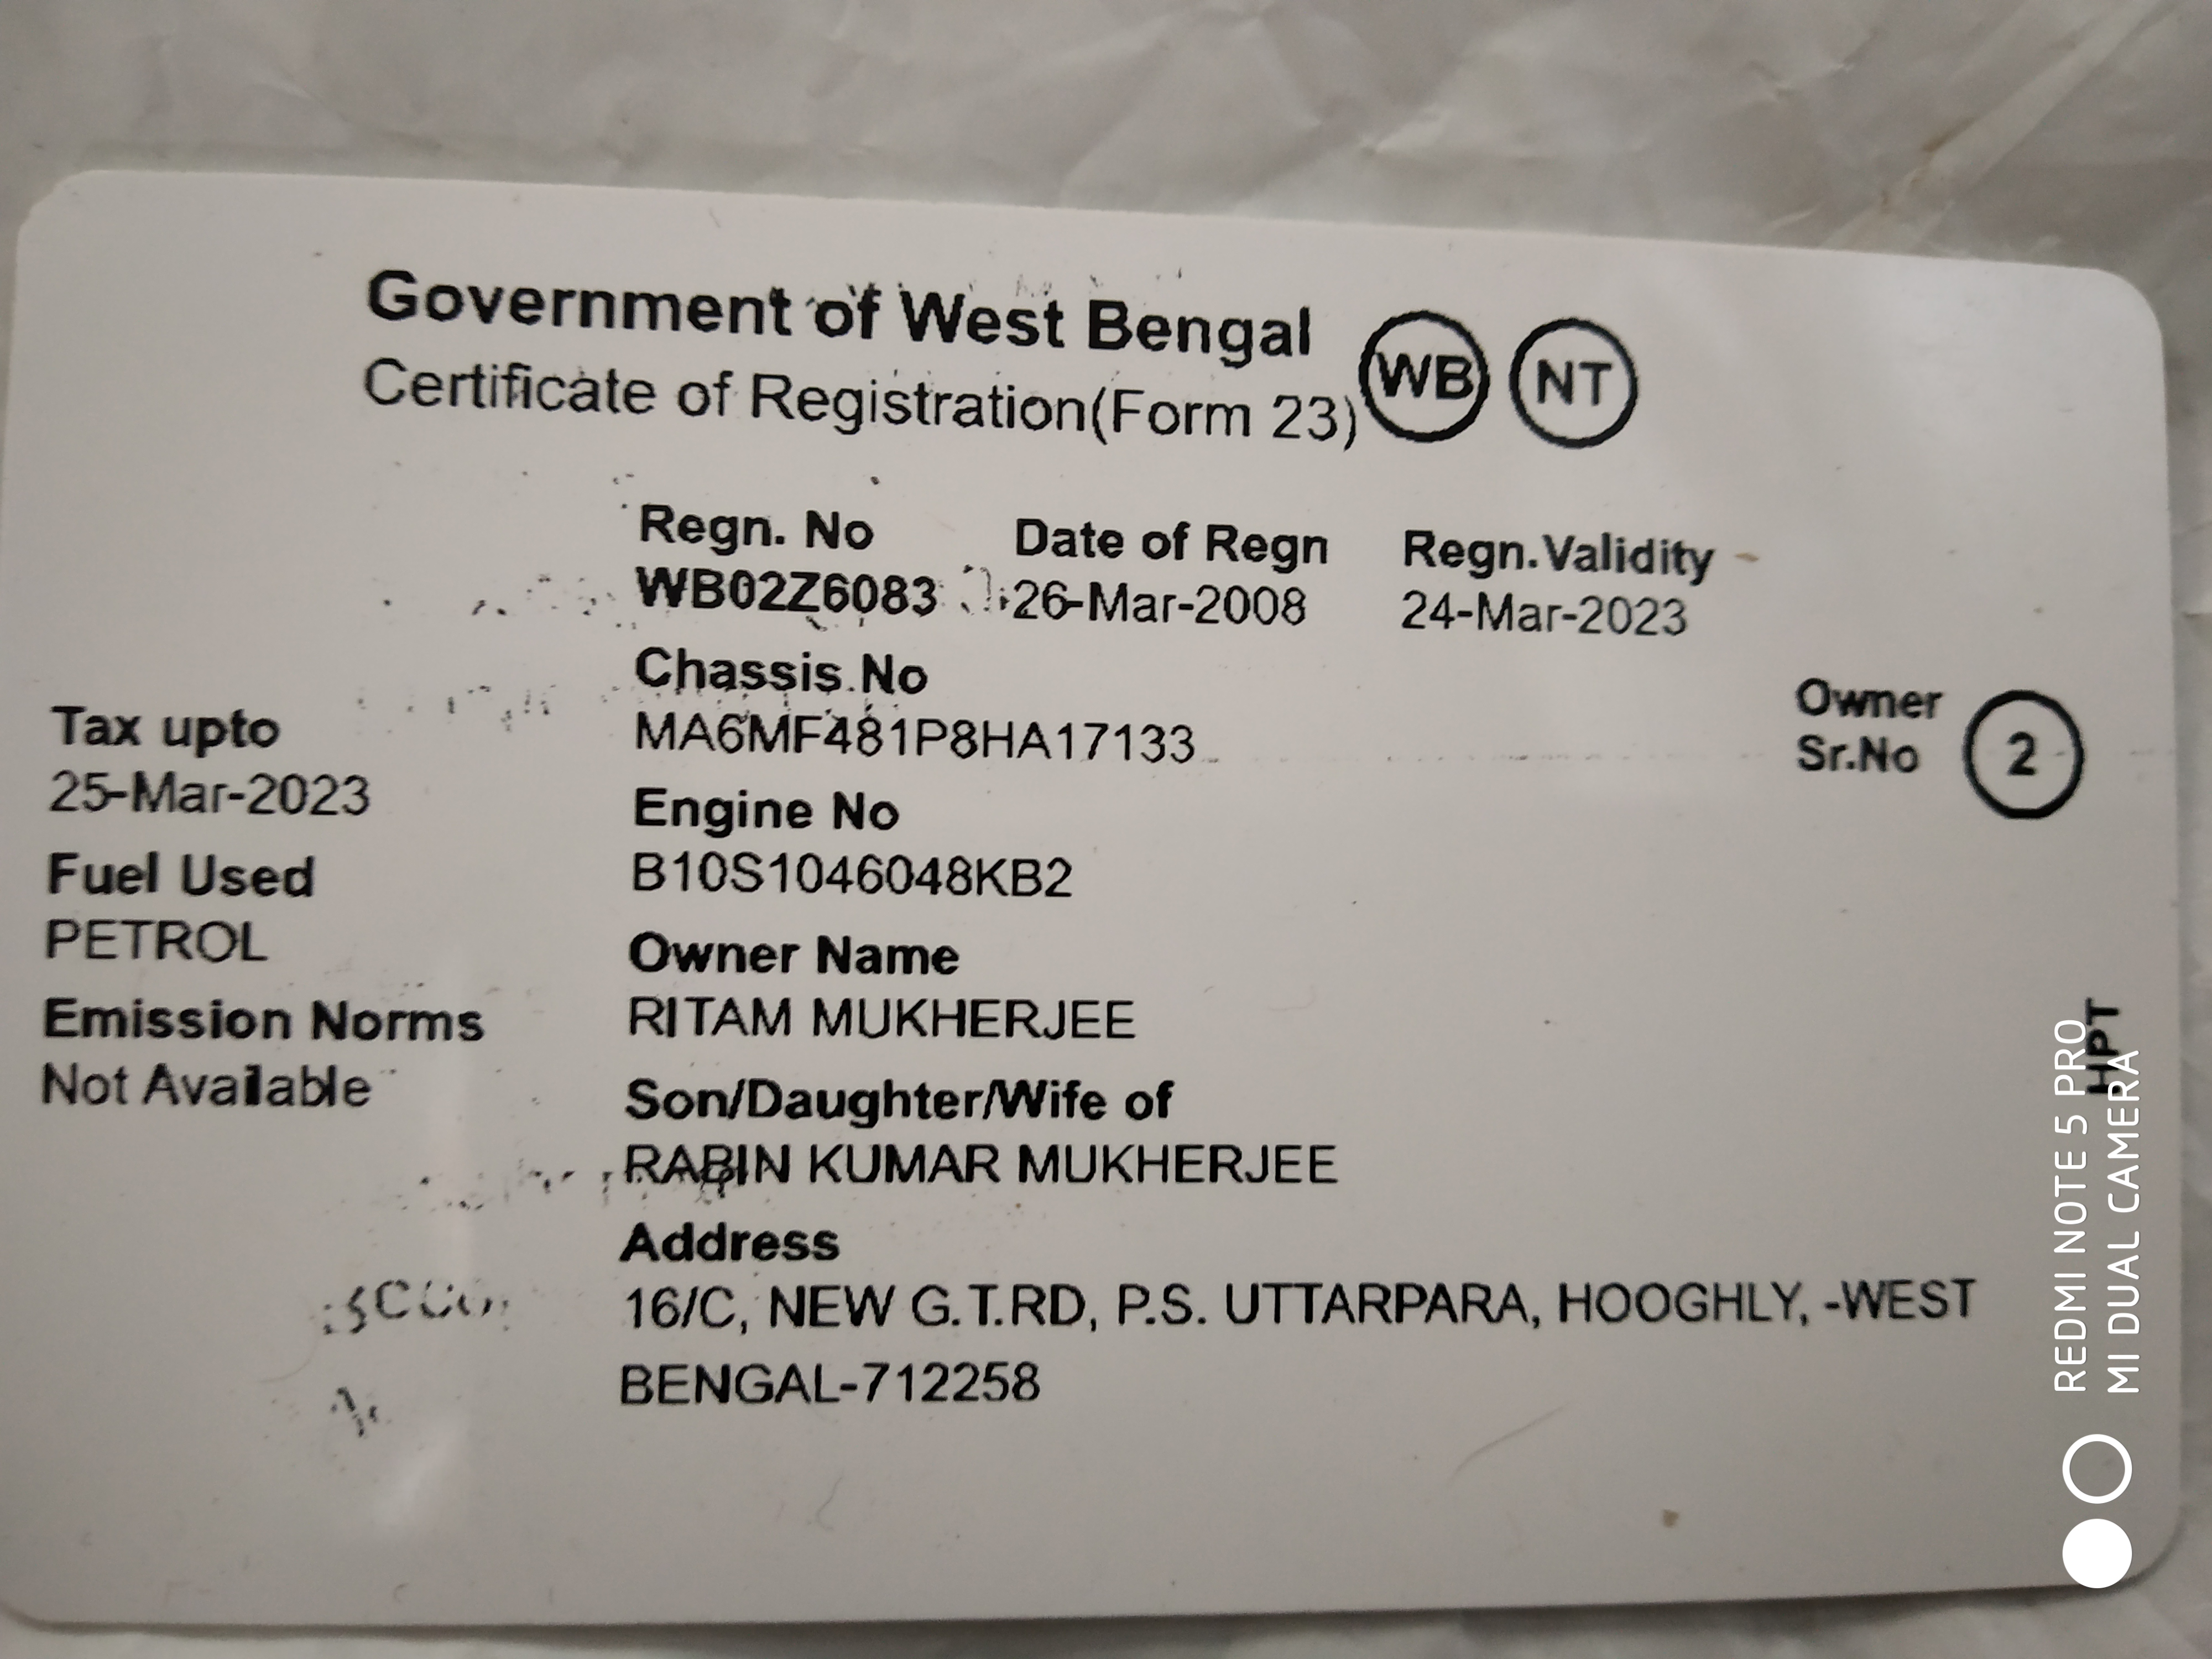 Government of West Bengal
Certificate of Registration(Form 23)
WB NT
Regn. No Date of Regn Regn.Validity
WB02Z6083 26-Mar-2008 24-Mar-2023
Chassis.No
MA6MF481P8HA17133
Owner
Sr.No 2
Tax upto
25-Mar-2023
Engine No
B10S1046048KB2
Fuel Used
PETROL
Owner Name
RITAM MUKHERJEE
Emission Norms
Not Available
Son/Daughter/Wife of
RABIN KUMAR MUKHERJEE
Address
16/C, NEW G.T.RD, P.S. UTTARPARA, HOOGHLY, -WEST
BENGAL-712258
REDMI NOTE 5 PRO
MI DUAL CAMERA